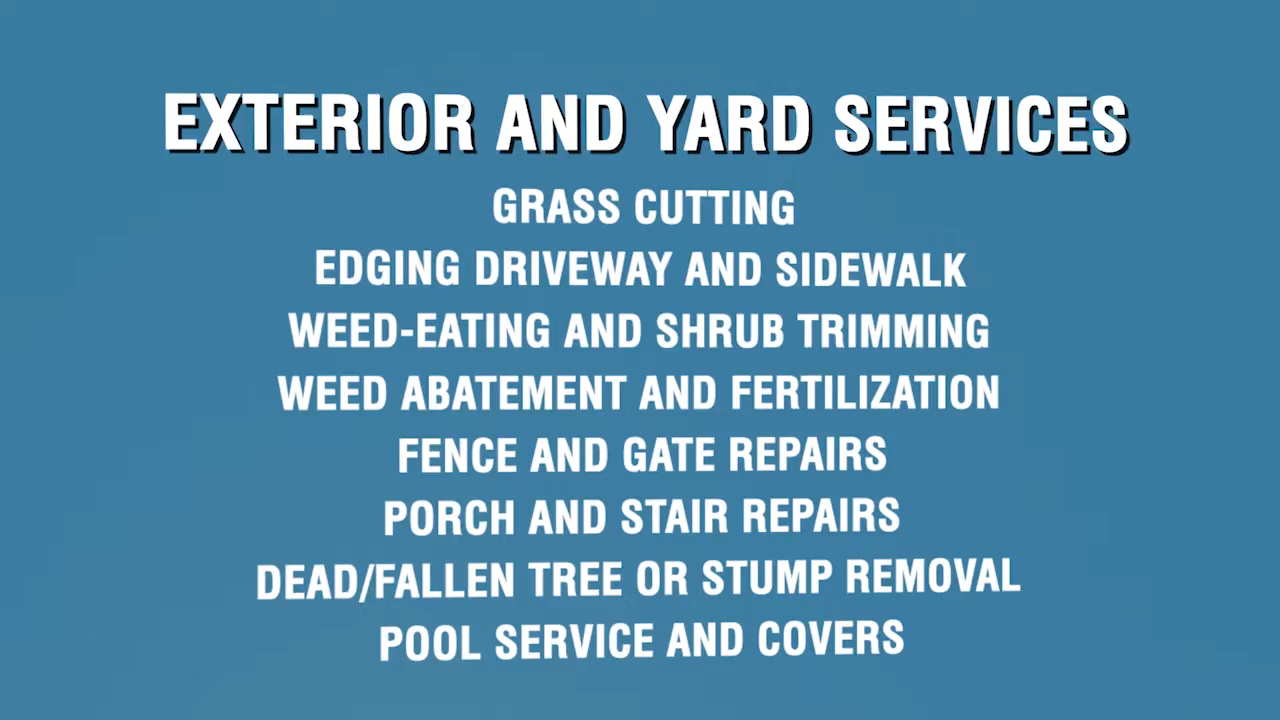 EXTERIOR AND YARD SERVICES
GRASS CUTTING
EDGING DRIVEWAY AND SIDEWALK
WEED-EATING AND SHRUB TRIMMING
WEED ABATEMENT AND FERTILIZATION
FENCE AND GATE REPAIRS
PORCH AND STAIR REPAIRS
DEAD/FALLEN TREE OR STUMP REMOVAL
POOL SERVICE AND COVERS